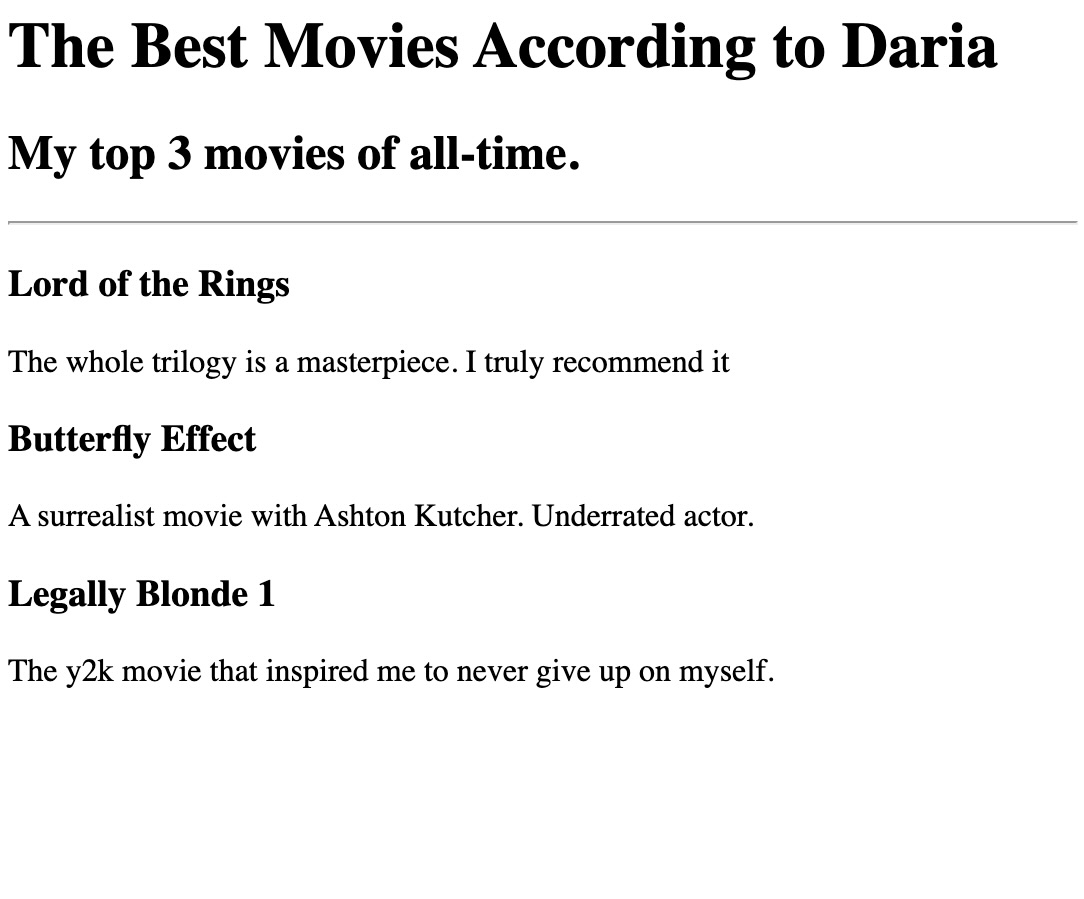 The Best Movies According to Daria
My top 3 movies of all-time.
Lord of the Rings
The whole trilogy is a masterpiece. I truly recommend it
Butterfly Effect
A surrealist movie with Ashton Kutcher. Underrated actor.
Legally Blonde 1
The y2k movie that inspired me to never give up on myself.